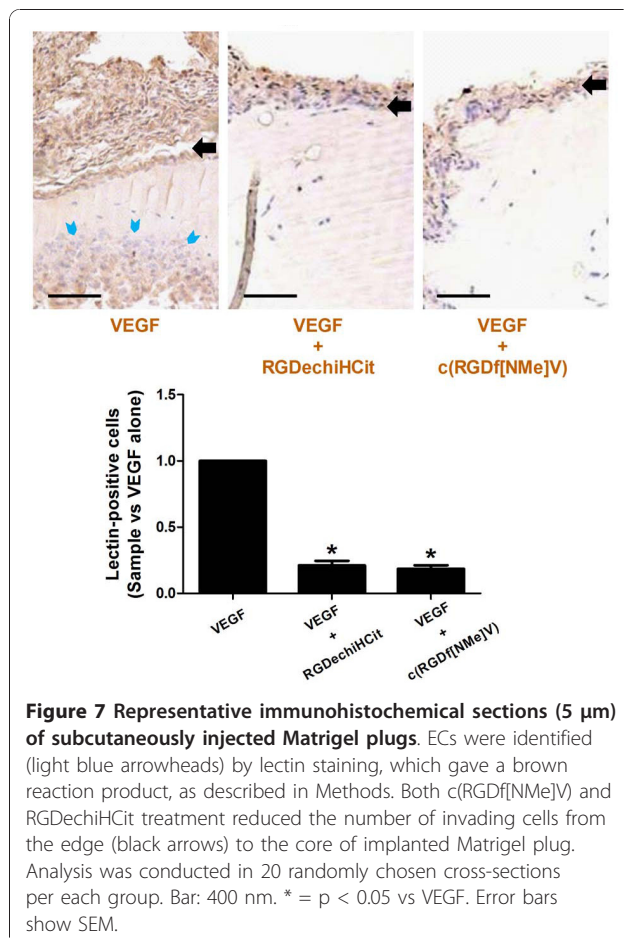 VEGF
VEGF
+
RGDechiHCit
VEGF
+
c(RGDf[NMe]V)
Lectin-positive cells
(Sample vs VEGF alone)
1.5
1.0
0.5
0.0
*
*
VEGF
VEGF
+
RGDechiHCit
VEGF
+
c(RGDf[NMe]V)
Figure 7 Representative immunohistochemical sections (5 μm)
of subcutaneously injected Matrigel plugs. ECs were identified
(light blue arrowheads) by lectin staining, which gave a brown
reaction product, as described in Methods. Both c(RGDf[NMe]V) and
RGDechiHCit treatment reduced the number of invading cells from
the edge (black arrows) to the core of implanted Matrigel plug.
Analysis was conducted in 20 randomly chosen cross-sections
per each group. Bar: 400 nm. * = p < 0.05 vs VEGF. Error bars
show SEM.